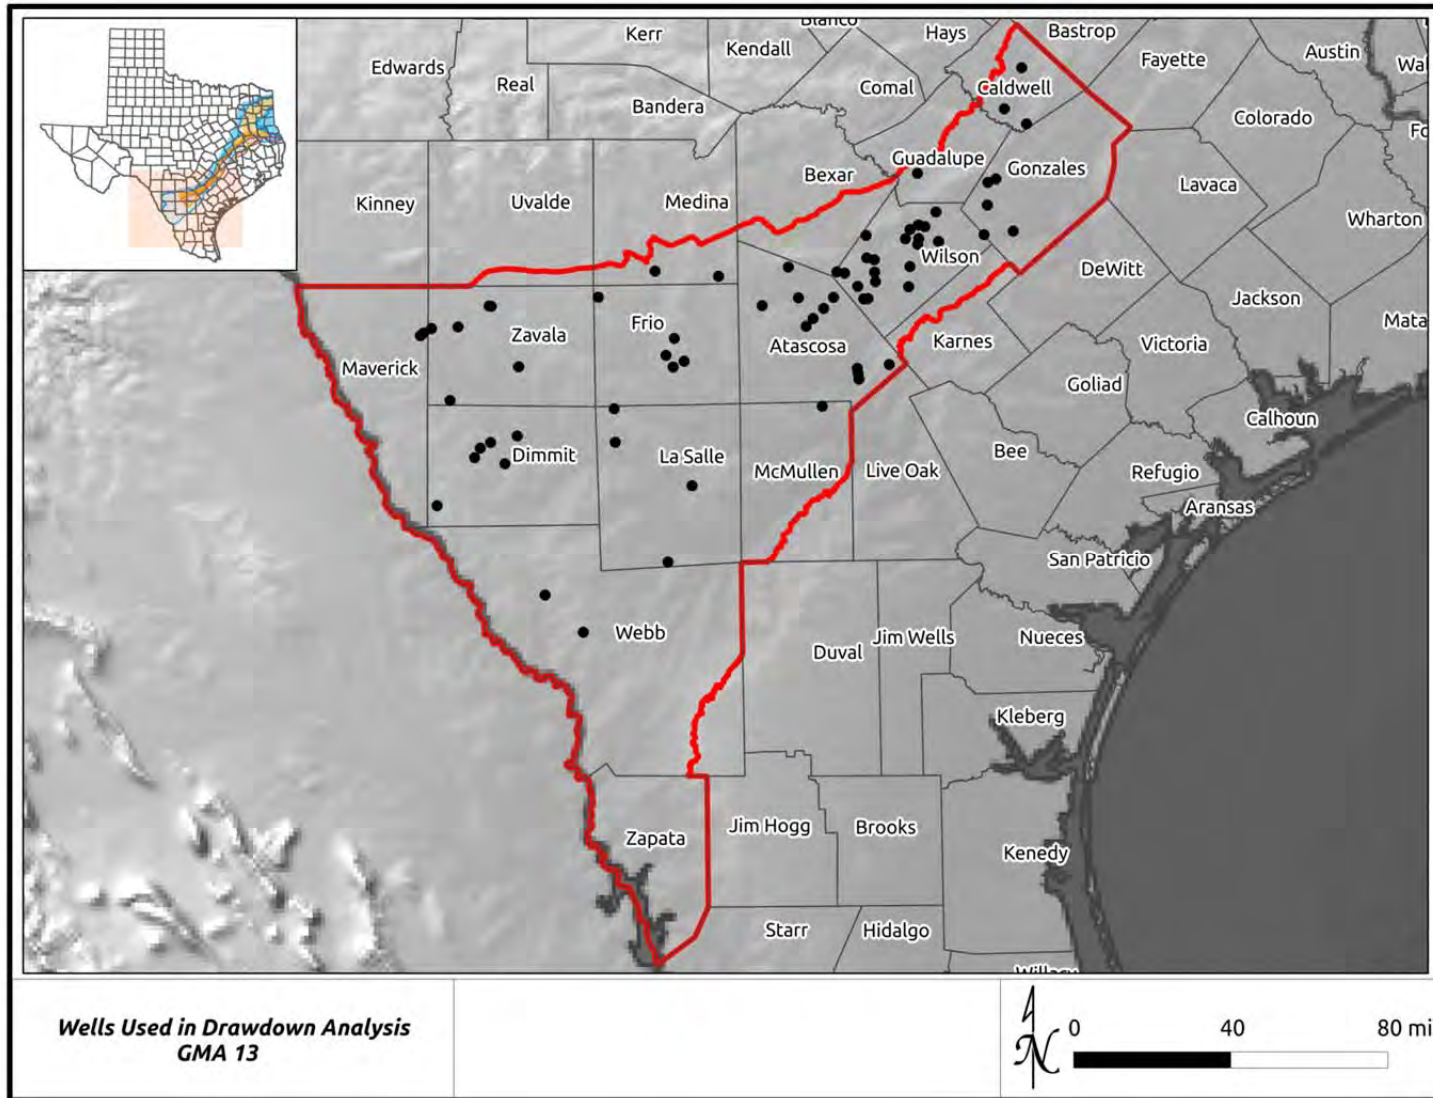 Blanco
Hays
Bastrop
Kerr
Kendall
Fayette
Austin
Edwards
Real
Comal
Caldwell
Bandera
Colorado
Guadalupe
Gonzales
Bexar
Lavaca
Kinney
Uvalde
Medina
Wharton
Wilson
DeWitt
Jackson
Frio
Zavala
Atascosa
Karnes
Victoria
Mata
Maverick
Goliad
Calhoun
Dimmit
La Salle
McMullen
Live Oak
Bee
Refugio
Aransas
San Patricio
Webb
Duval
Jim Wells
Nueces
Kleberg
Zapata
Jim Hogg
Brooks
Kenedy
Starr
Hidalgo
Willacy
Wells Used in Drawdown Analysis
GMA 13
N
0 40 80 mi